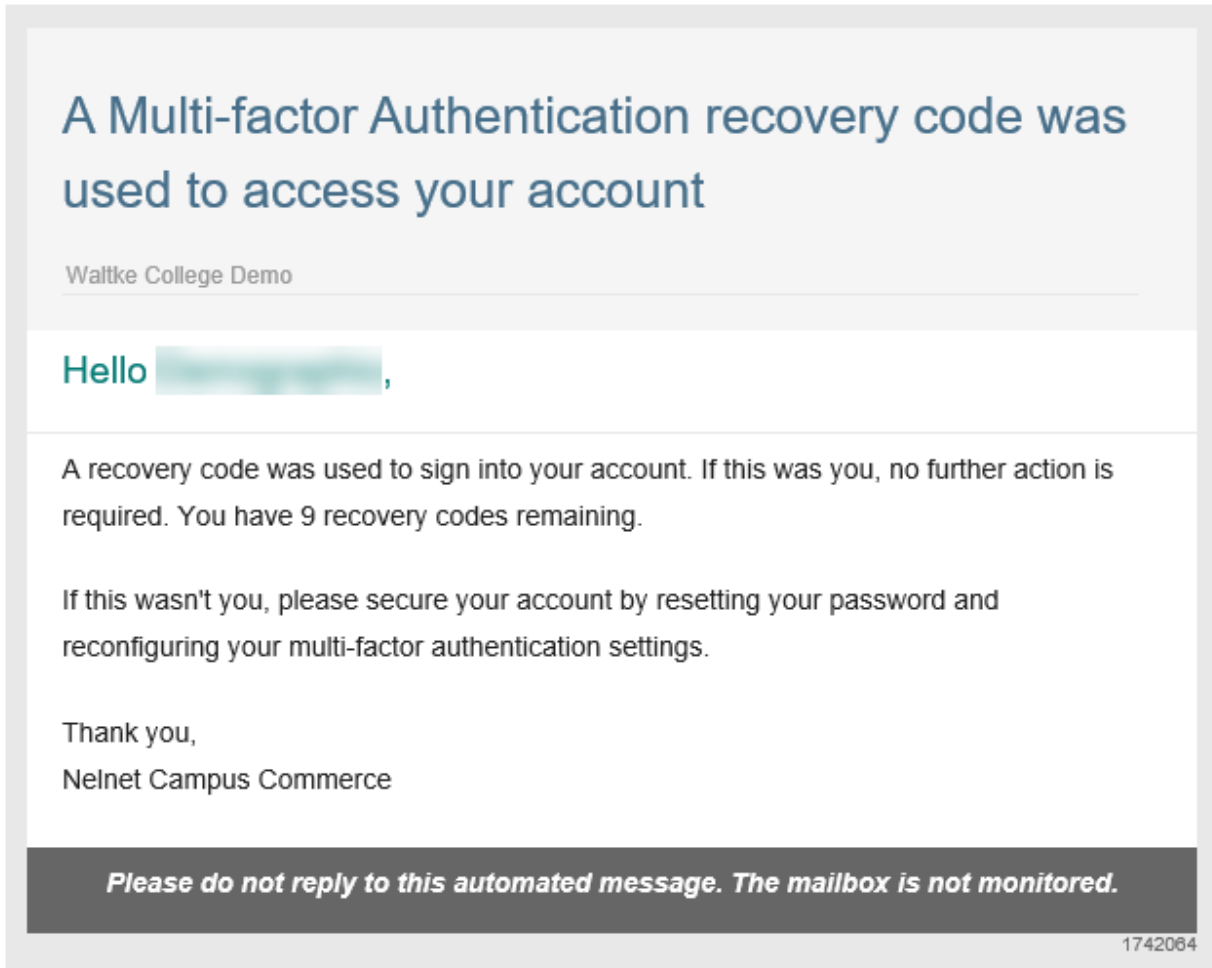 A Multi-factor Authentication recovery code was
used to access your account
Waltke College Demo
Hello ,
A recovery code was used to sign into your account. If this was you, no further action is
required. You have 9 recovery codes remaining.
If this wasn't you, please secure your account by resetting your password and
reconfiguring your multi-factor authentication settings.
Thank you,
Nelnet Campus Commerce
Please do not reply to this automated message. The mailbox is not monitored.
1742064